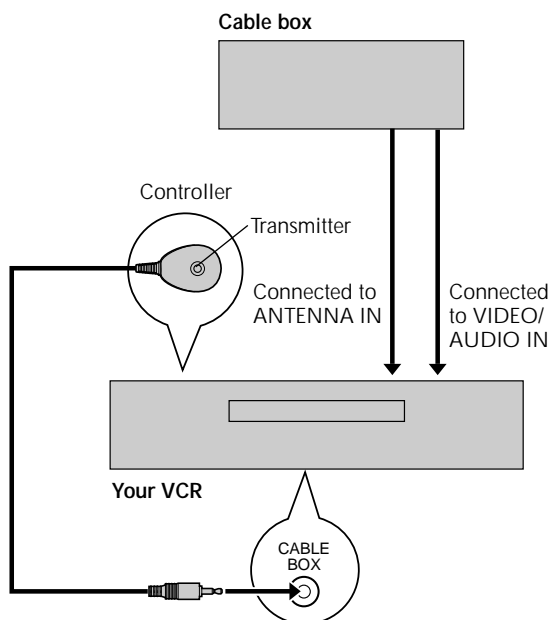 Cable box
Controller
Transmitter
Connected to
ANTENNA IN
Connected
to VIDEO/
AUDIO IN
Your VCR
CABLE
BOX